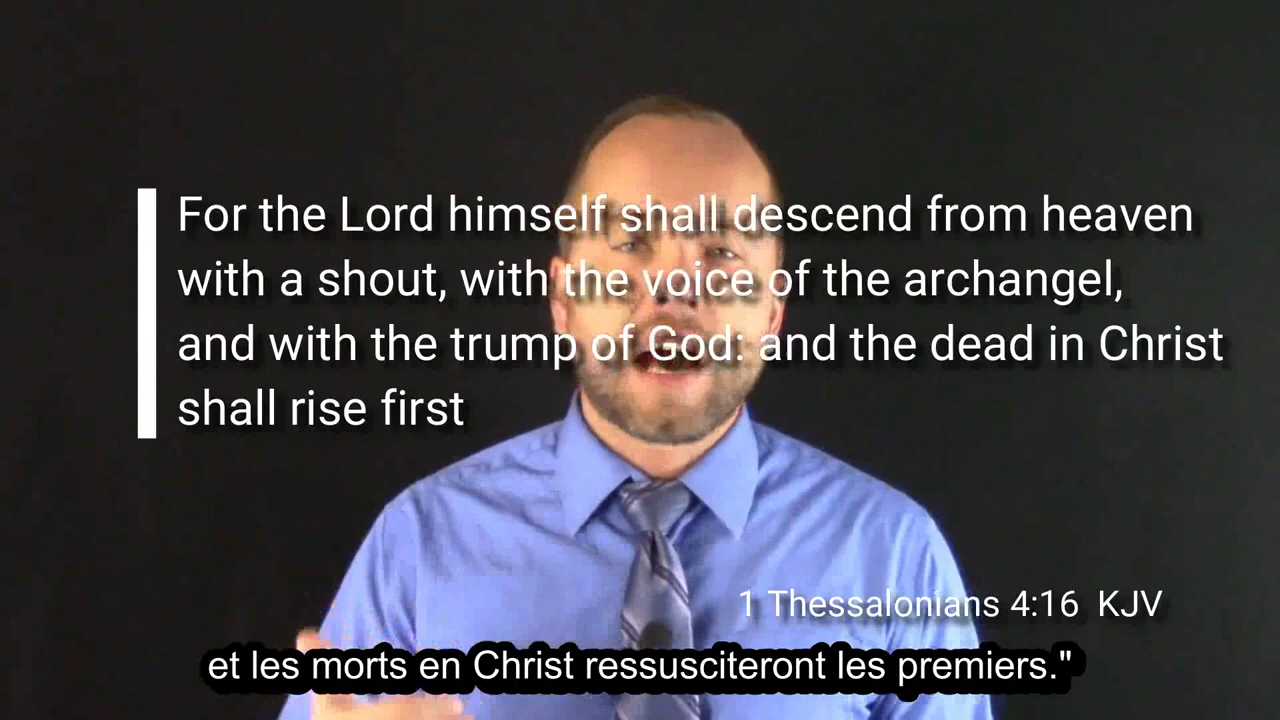 For the Lord himself shall descend from heaven
with a shout, with the voice of the archangel,
and with the trump of God: and the dead in Christ
shall rise first
1 Thessalonians 4:16 KJV
et les morts en Christ ressusciteront les premiers."